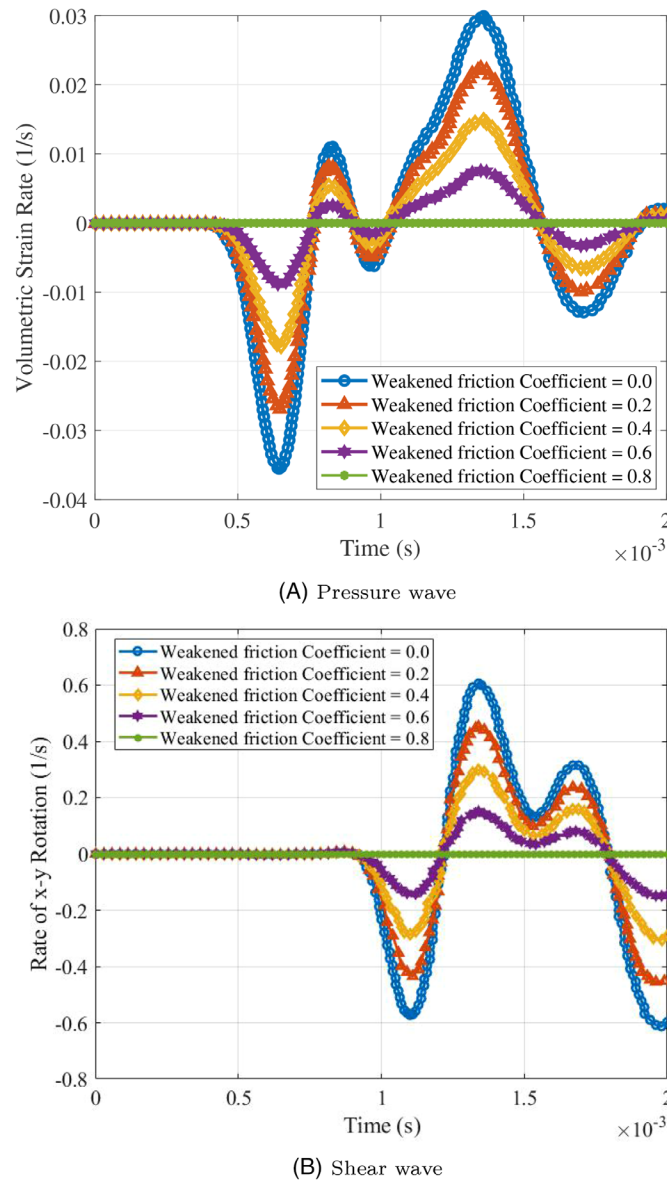 0.03
0.02
0.01
0
-0.01
-0.02
-0.03
-0.04
Volumetric Strain Rate (1/s)
Weakened friction Coefficient = 0.0
Weakened friction Coefficient = 0.2
Weakened friction Coefficient = 0.4
Weakened friction Coefficient = 0.6
Weakened friction Coefficient = 0.8
0 0.5 1 1.5 2
Time (s)
×10⁻³
(A) Pressure wave
0.8
0.6
0.4
0.2
0
-0.2
-0.4
-0.6
-0.8
Rate of x-y Rotation (1/s)
Weakened friction Coefficient = 0.0
Weakened friction Coefficient = 0.2
Weakened friction Coefficient = 0.4
Weakened friction Coefficient = 0.6
Weakened friction Coefficient = 0.8
0 0.5 1 1.5 2
Time (s)
×10⁻³
(B) Shear wave